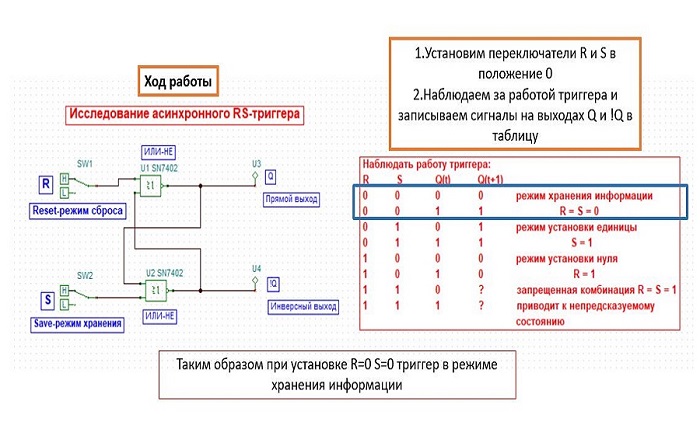 Ход работы
1.Установим переключатели R и S в
положение 0
2.Наблюдаем за работой триггера и
записываем сигналы на выходах Q и !Q в
таблицу
Исследование асинхронного RS-триггера
ИЛИ-НЕ
SW1
U1 SN7402
U3
R
H
L
Q
Reset-режим сброса
Прямой выход
SW2
U2 SN7402
U4
S
H
L
!Q
Save-режим хранения
ИЛИ-НЕ
Инверсный выход
Наблюдать работу триггера:
R S Q(t) Q(t+1)
0 0 0 0 режим хранения информации
0 0 1 1 R = S = 0
0 1 0 1 режим установки единицы
0 1 1 1 S = 1
1 0 0 0 режим установки нуля
1 0 1 0 R = 1
1 1 0 ? запрещенная комбинация R = S = 1
1 1 1 ? приводит к непредсказуемому
состоянию
Таким образом при установке R=0 S=0 триггер в режиме
хранения информации